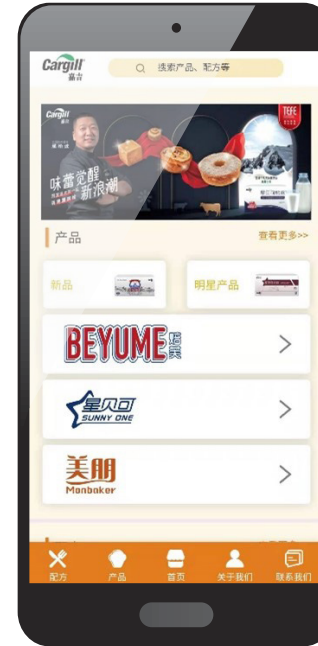 Cargill
嘉吉
搜索产品、配方等
Cargill
嘉吉
TEFE
味蕾觉醒
新浪潮
产品
查看更多>>
新品
明星产品
BEYUME
星贝可
SUNNY ONE
美朋
Monbaker
配方
产品
首页
关于我们
联系我们